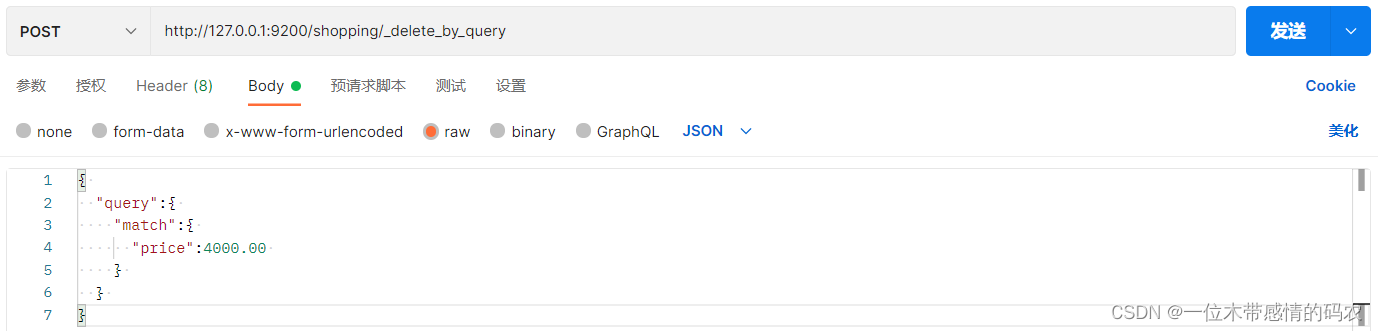 POST http://127.0.0.1:9200/shopping/_delete_by_query 发送
参数 授权 Header (8) Body 预请求脚本 测试 设置 Cookie
none form-data x-www-form-urlencoded raw binary GraphQL JSON 美化
1 {
2 "query":{
3 "match":{
4 "price":4000.00
5 }
6 }
7 }
CSDN @一位木带感情的码农